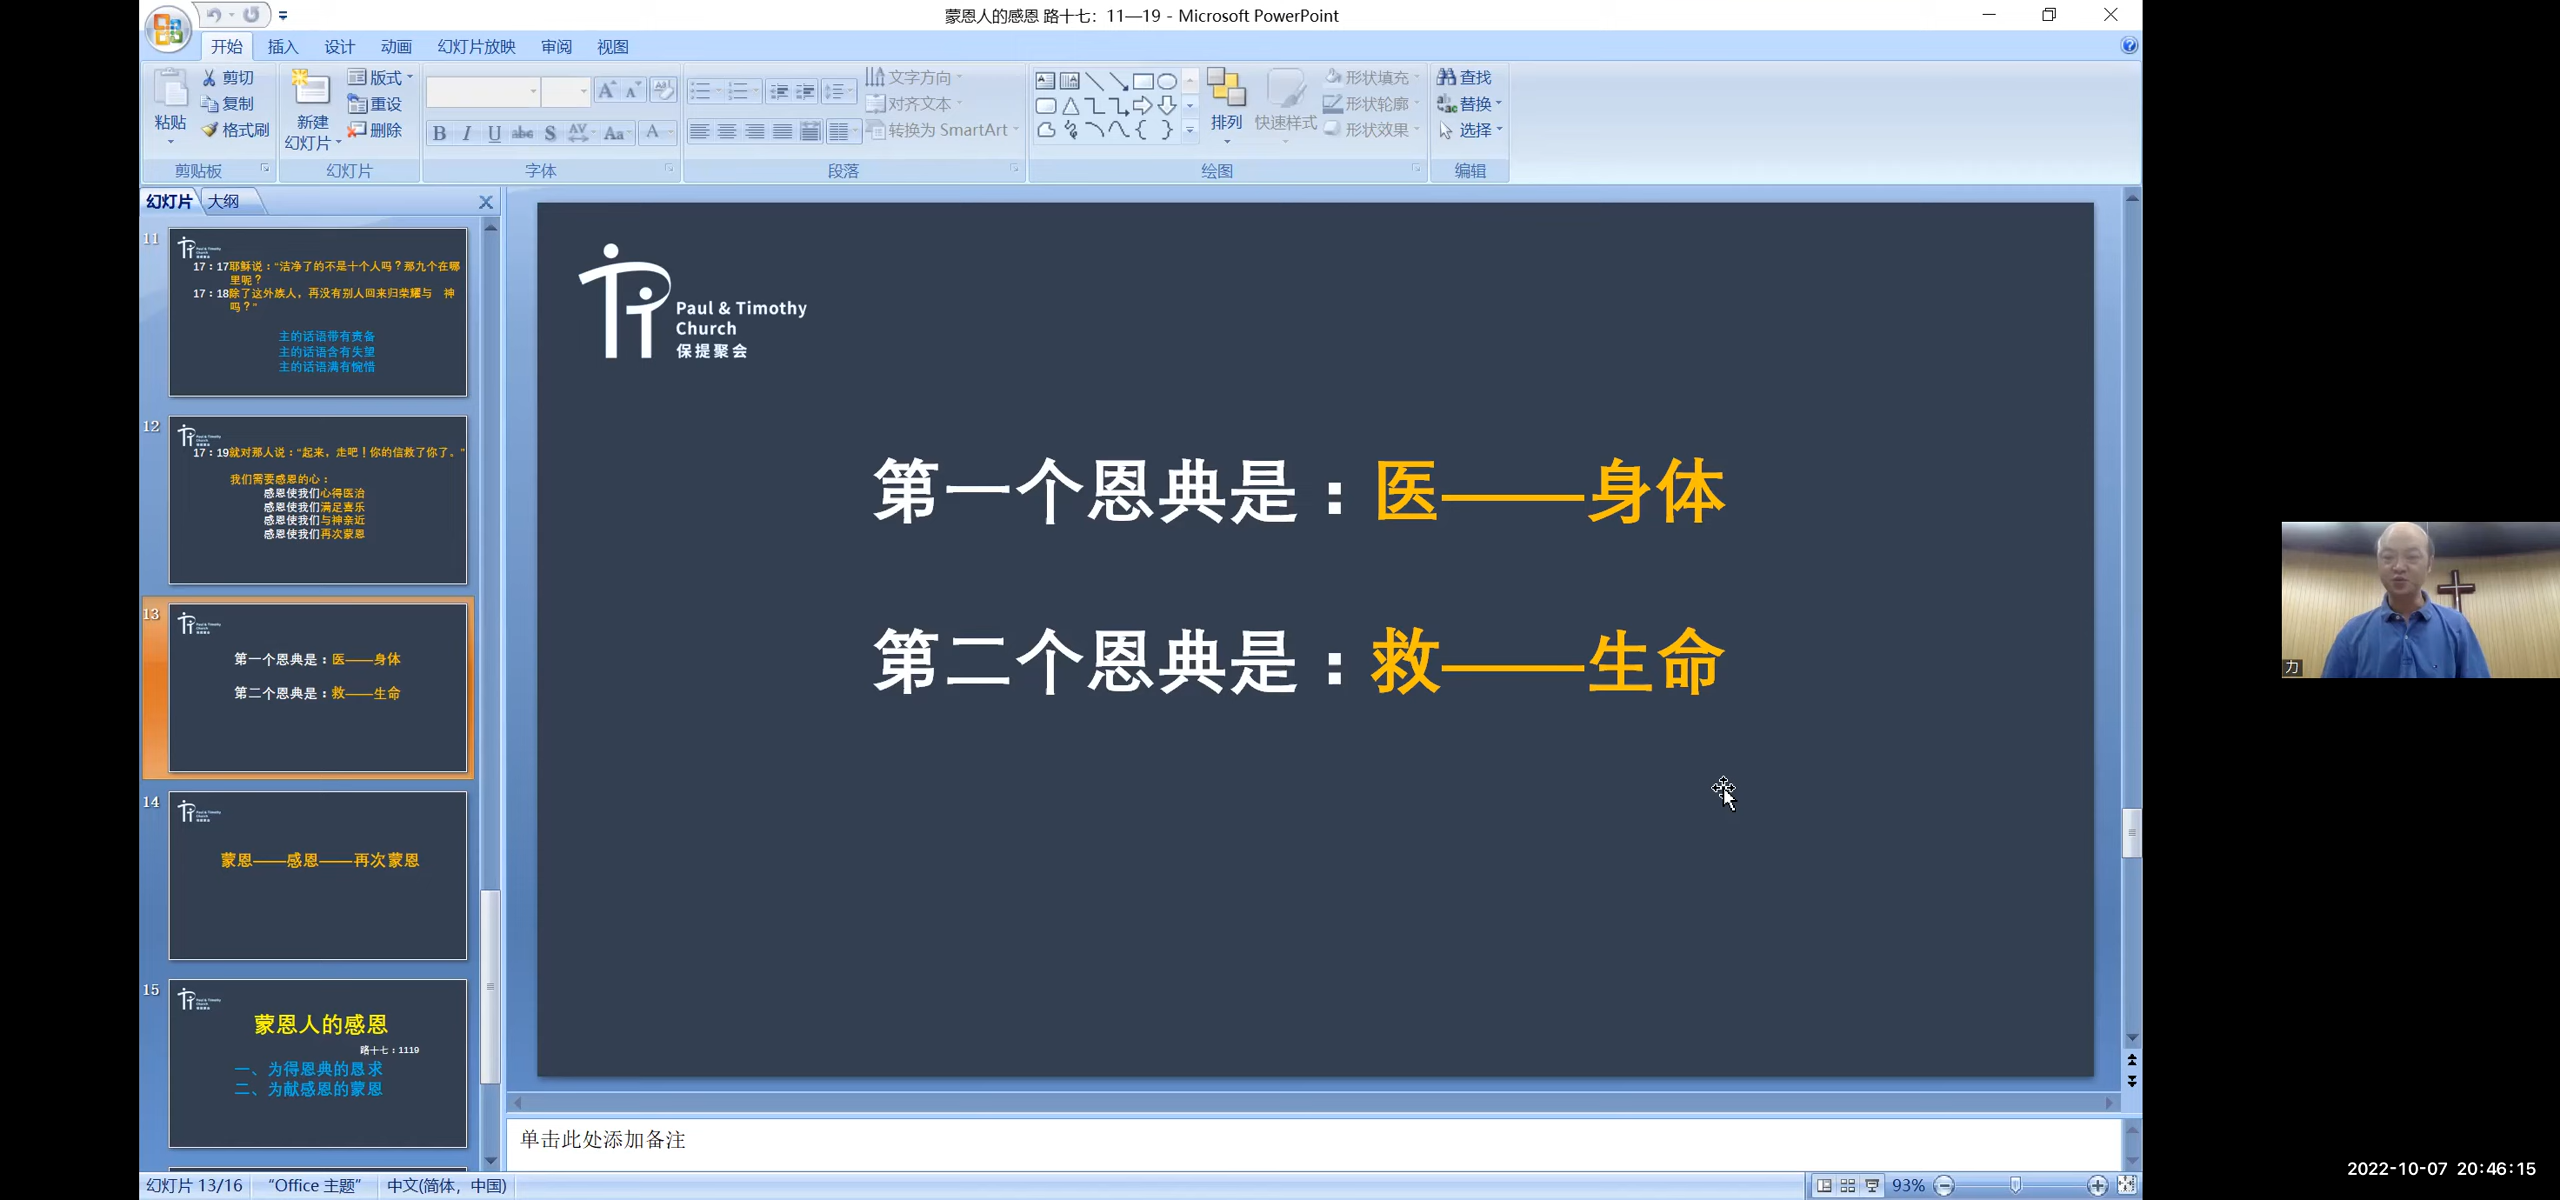 蒙恩人的感恩 路十七：11—19 - Microsoft PowerPoint
开始 插入 设计 动画 幻灯片放映 审阅 视图
粘贴 剪切 复制 格式刷 剪贴板
新建幻灯片 版式 重设 删除 幻灯片
B I U abc S AV Aa A 字体
文字方向 对齐文本 转换为 SmartArt 段落
排列 快速样式 形状填充 形状轮廓 形状效果 绘图
查找 替换 选择 编辑
幻灯片 大纲
11
17：17耶稣说：“洁净了的不是十个人吗？那九个在哪
里呢？
17：18除了这外族人，再没有别人回来归荣耀与 神
吗？”
主的话语带有责备
主的话语含有失望
主的话语满有惋惜
12
17：19就对那人说：“起来，走吧！你的信救了你了。”
我们需要感恩的心：
感恩使我们心得医治
感恩使我们满足喜乐
感恩使我们与神亲近
感恩使我们再次蒙恩
13
第一个恩典是：医——身体
第二个恩典是：救——生命
14
蒙恩——感恩——再次蒙恩
15
蒙恩人的感恩
路十七：1119
一、为得恩典的恳求
二、为献感恩的蒙恩
Paul & Timothy
Church
保提聚会
第一个恩典是：医——身体
第二个恩典是：救——生命
单击此处添加备注
幻灯片 13/16 “Office 主题” 中文(简体，中国) 93%
力
2022-10-07 20:46:15